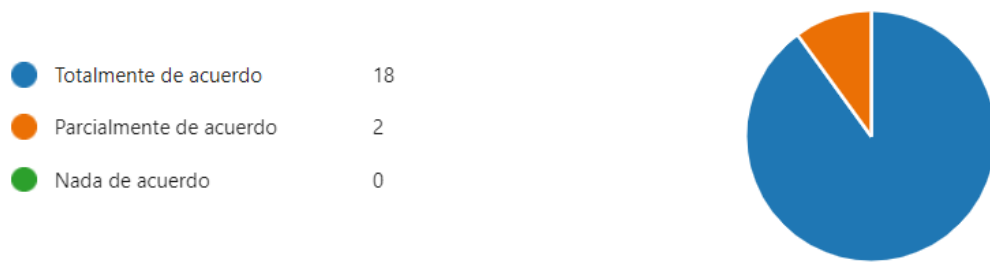 Totalmente de acuerdo 18
Parcialmente de acuerdo 2
Nada de acuerdo 0